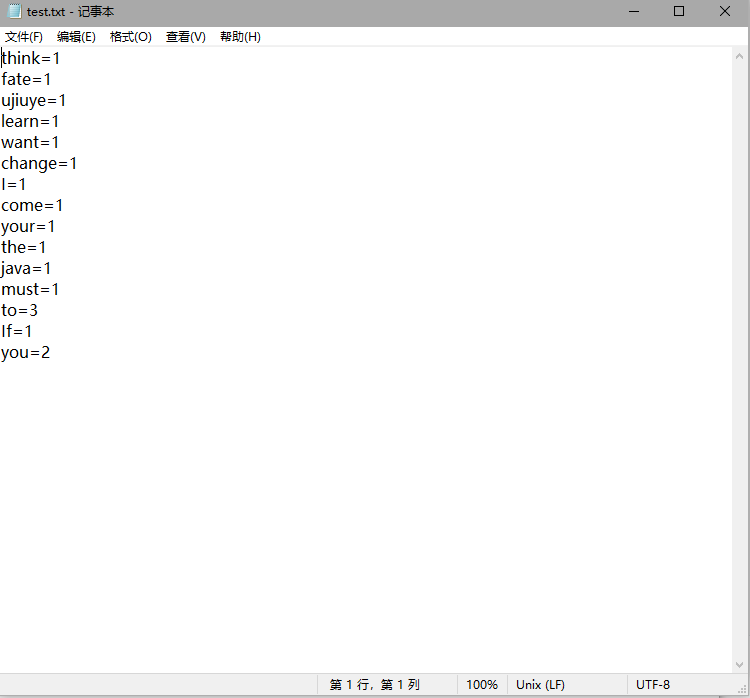 test.txt - 记事本
文件(F) 编辑(E) 格式(O) 查看(V) 帮助(H)
think=1
fate=1
ujiuye=1
learn=1
want=1
change=1
I=1
come=1
your=1
the=1
java=1
must=1
to=3
If=1
you=2
第 1 行，第 1 列 100% Unix (LF) UTF-8